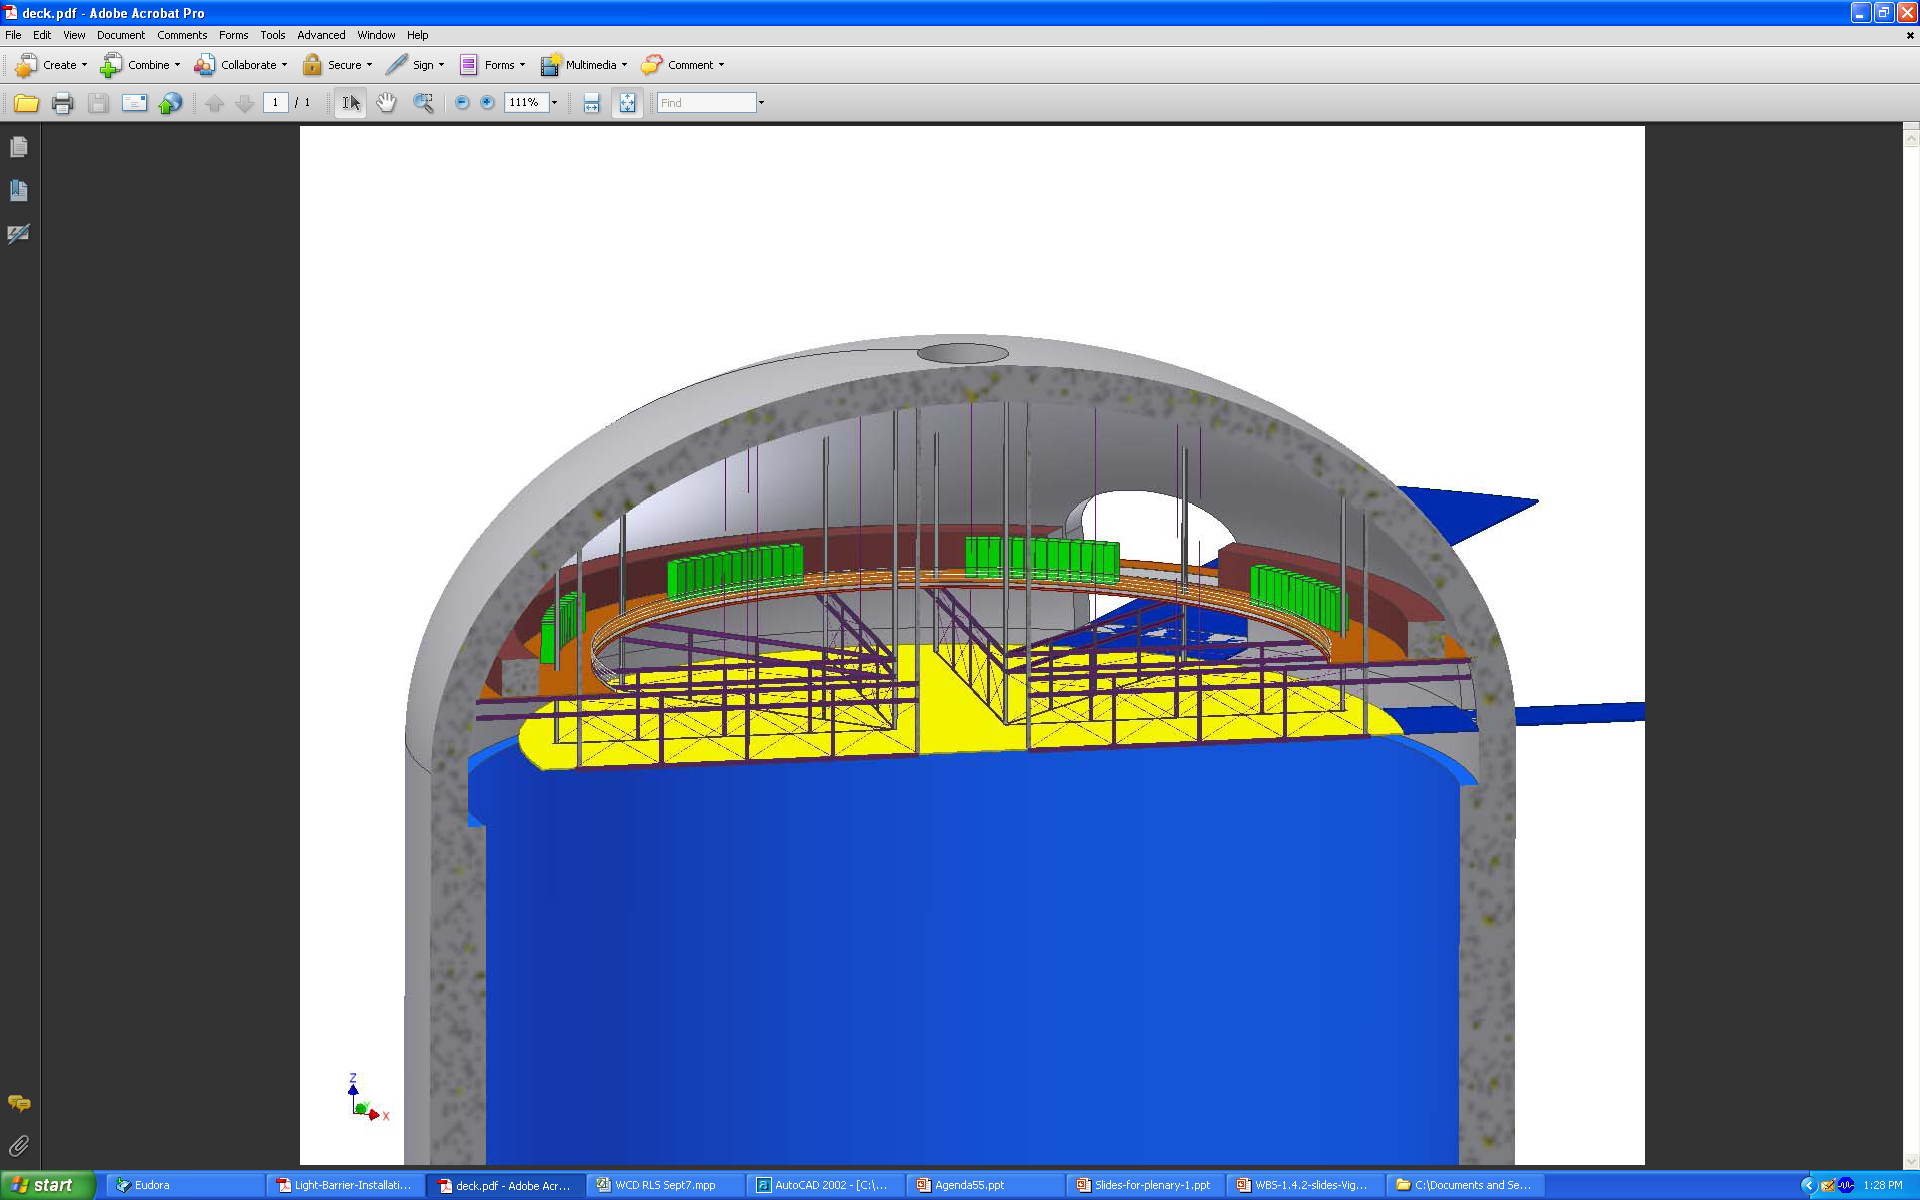 deck.pdf - Adobe Acrobat Pro
File Edit View Document Comments Forms Tools Advanced Window Help
Create Combine Collaborate Secure Sign Forms Multimedia Comment
1 / 1 111% Find
Z
X
start Eudora Light-Barrier-Installati... deck.pdf - Adobe Acr... WCD RLS Sept7.mpp AutoCAD 2002 - [C:\... Agenda55.ppt Slides-for-plenary-1.ppt WBS-1.4.2-slides-Vig... C:\Documents and Se... 1:28 PM